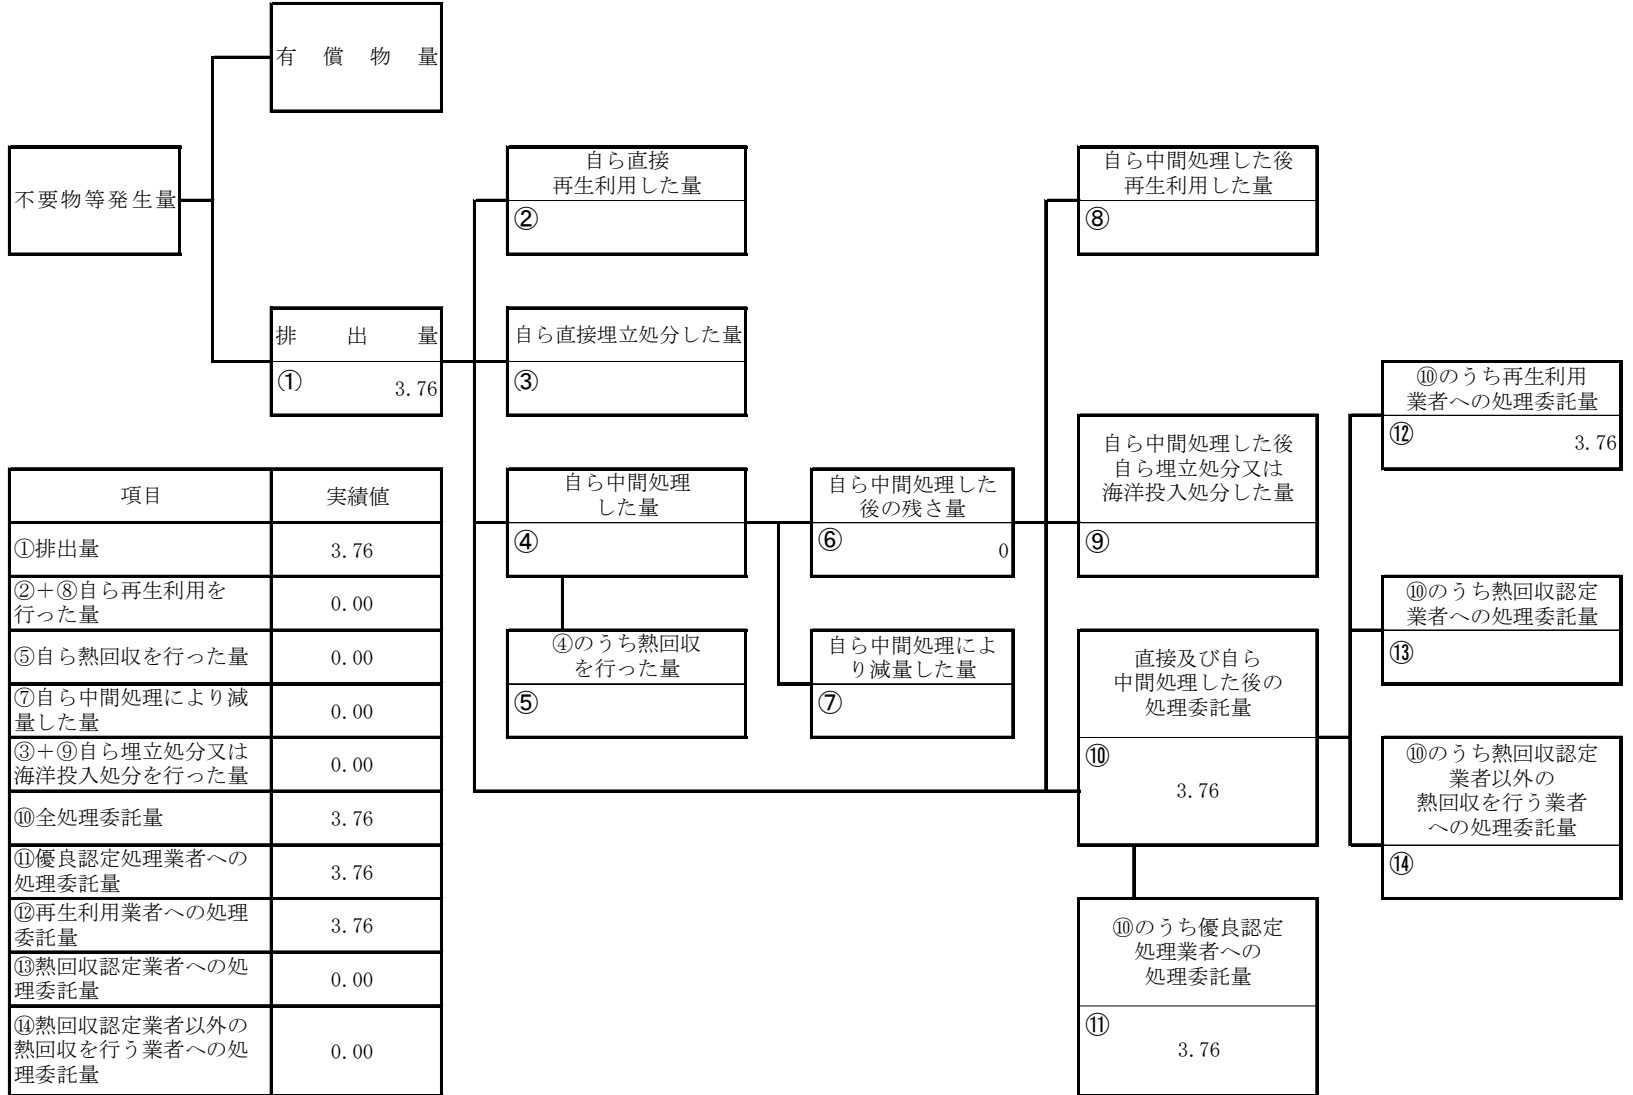 有償物量
不要物等発生量
排出量
① 3.76
自ら直接
再生利用した量
②
自ら直接埋立処分した量
③
自ら中間処理
した量
④
④のうち熱回収
を行った量
⑤
自ら中間処理した
後の残さ量
⑥ 0
自ら中間処理によ
り減量した量
⑦
自ら中間処理した後
再生利用した量
⑧
自ら中間処理した後
自ら埋立処分又は
海洋投入処分した量
⑨
直接及び自ら
中間処理した後の
処理委託量
⑩
3.76
⑩のうち優良認定
処理業者への
処理委託量
⑪
3.76
⑩のうち再生利用
業者への処理委託量
⑫ 3.76
⑩のうち熱回収認定
業者への処理委託量
⑬
⑩のうち熱回収認定
業者以外の
熱回収を行う業者
への処理委託量
⑭
項目 実績値
①排出量 3.76
②+⑧自ら再生利用を
行った量 0.00
⑤自ら熱回収を行った量 0.00
⑦自ら中間処理により減
量した量 0.00
③+⑨自ら埋立処分又は
海洋投入処分を行った量 0.00
⑩全処理委託量 3.76
⑪優良認定処理業者への
処理委託量 3.76
⑫再生利用業者への処理
委託量 3.76
⑬熱回収認定業者への処
理委託量 0.00
⑭熱回収認定業者以外の
熱回収を行う業者への処
理委託量 0.00